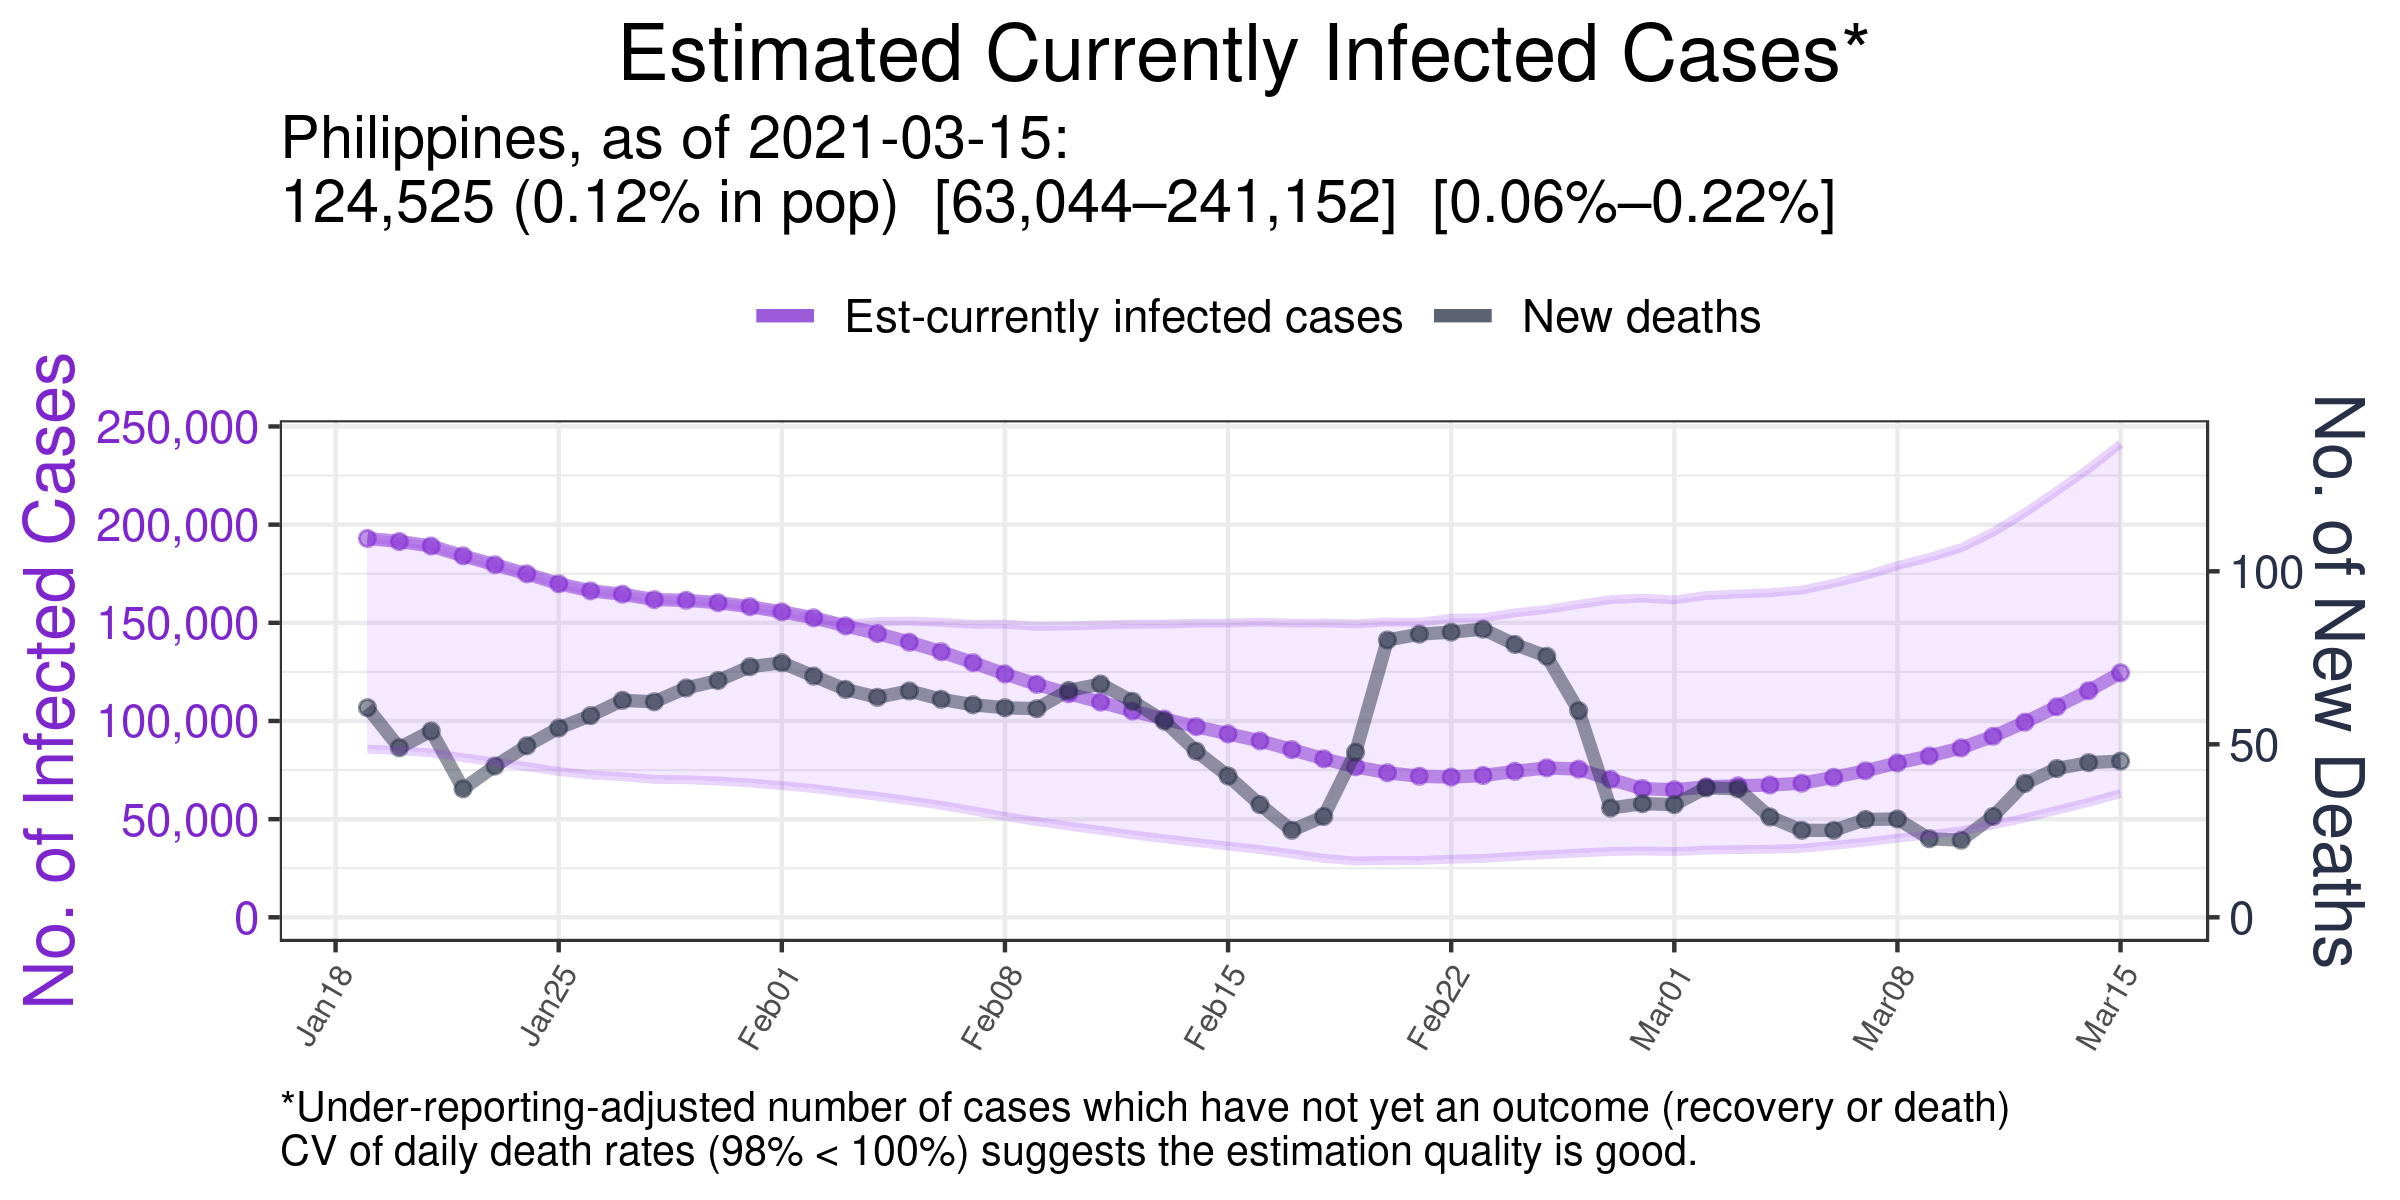 Estimated Currently Infected Cases*
Philippines, as of 2021-03-15:
124,525 (0.12% in pop)  [63,044–241,152]  [0.06%–0.22%]
Est-currently infected cases
New deaths
No. of Infected Cases
250,000
200,000
150,000
100,000
50,000
0
No. of New Deaths
100
50
0
Jan18
Jan25
Feb01
Feb08
Feb15
Feb22
Mar01
Mar08
Mar15
*Under-reporting-adjusted number of cases which have not yet an outcome (recovery or death)
CV of daily death rates (98% < 100%) suggests the estimation quality is good.